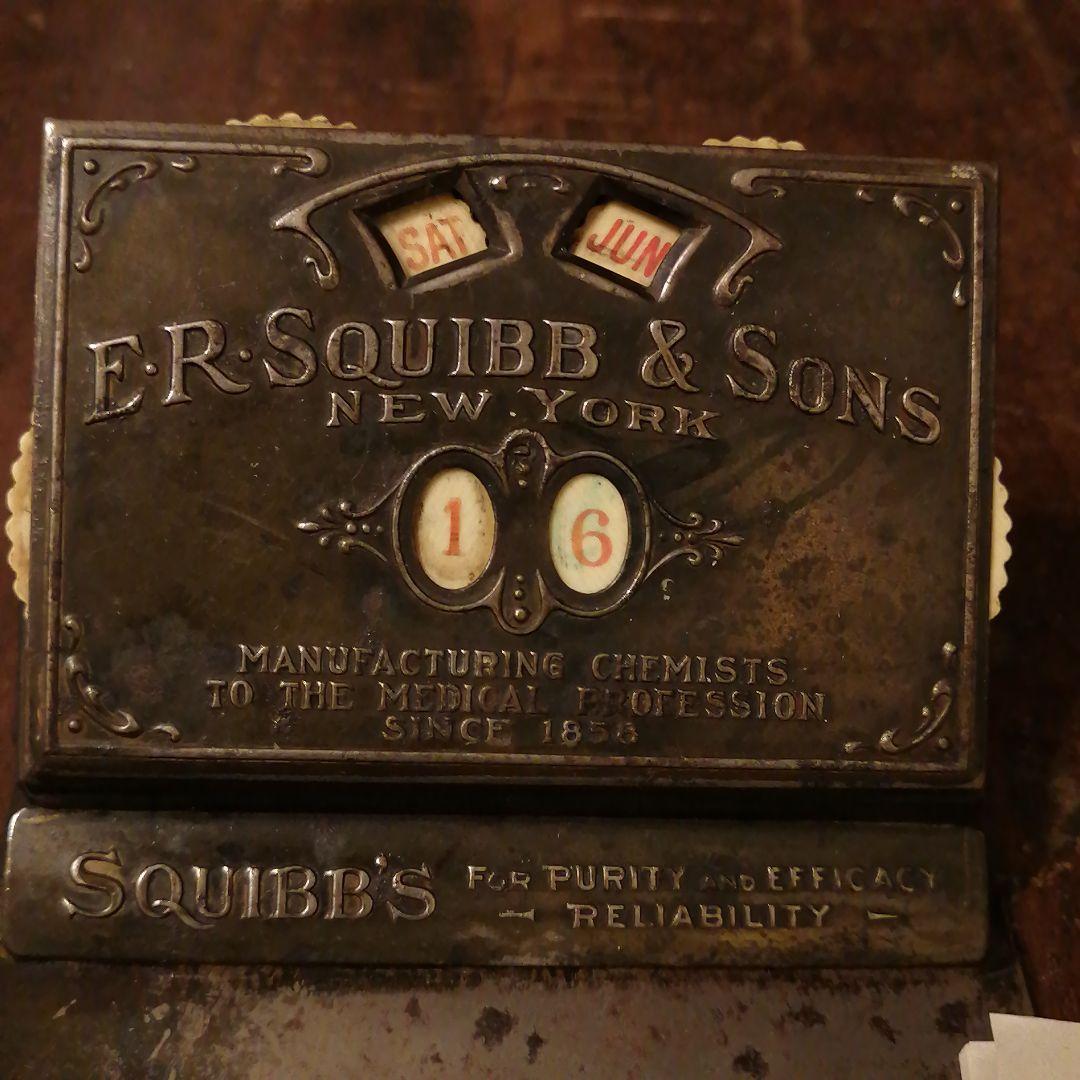 SAT JUN
E·R·SQUIBB & SONS
NEW YORK
1 6
MANUFACTURING CHEMISTS
TO THE MEDICAL PROFESSION
SINCE 1858
SQUIBB'S FOR PURITY AND EFFICACY
RELIABILITY